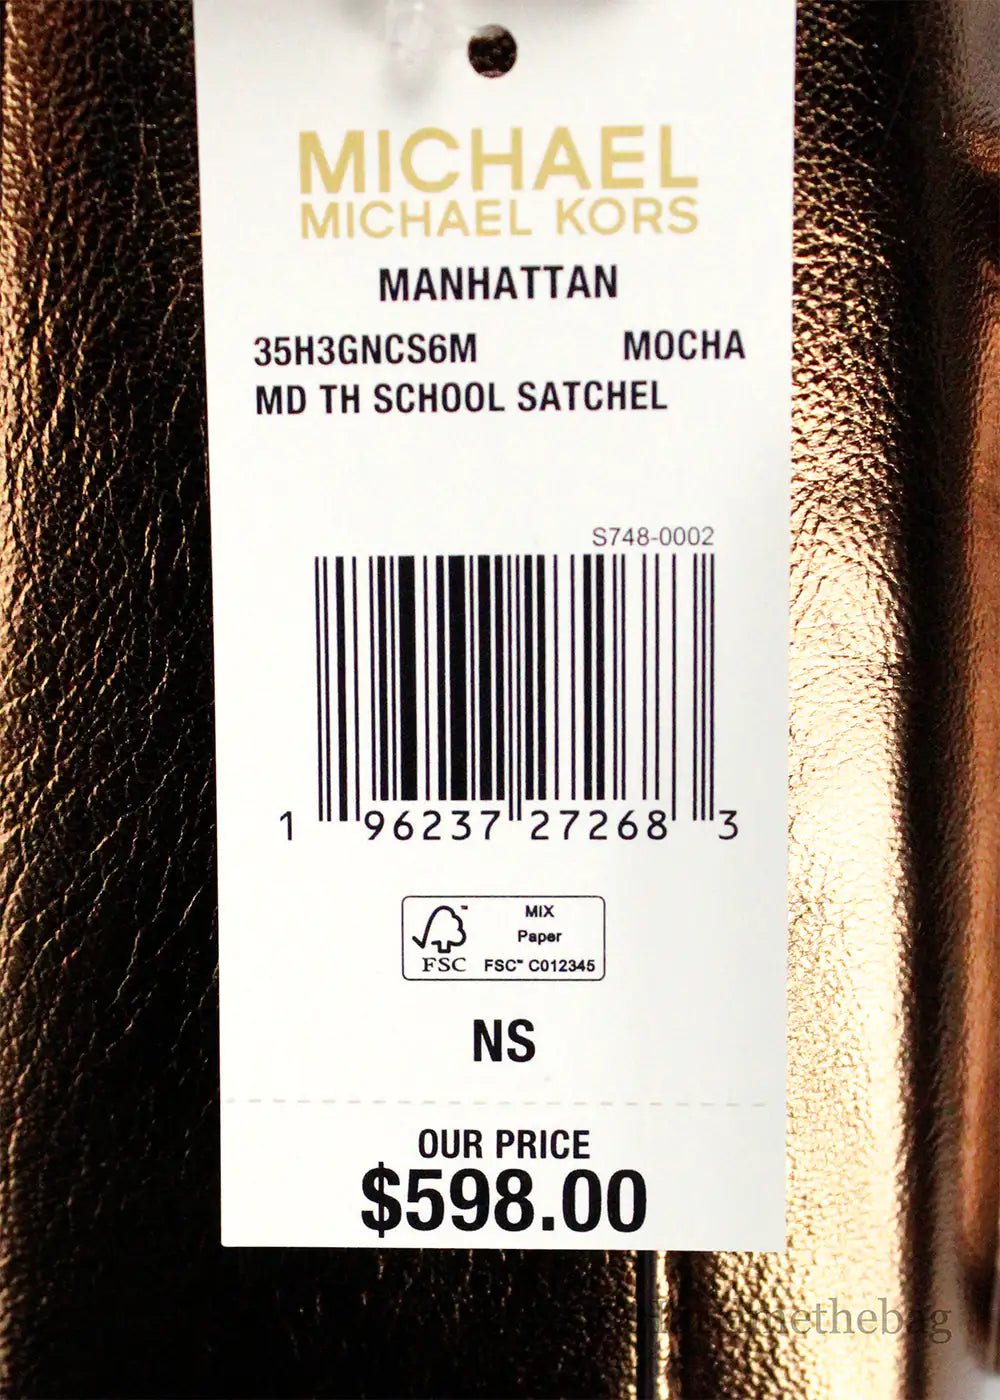 MICHAEL
MICHAEL KORS
MANHATTAN
35H3GNCS6M MOCHA
MD TH SCHOOL SATCHEL
S748-0002
1 96237 27268 3
MIX
Paper
FSC™ C012345
FSC
NS
OUR PRICE
$598.00